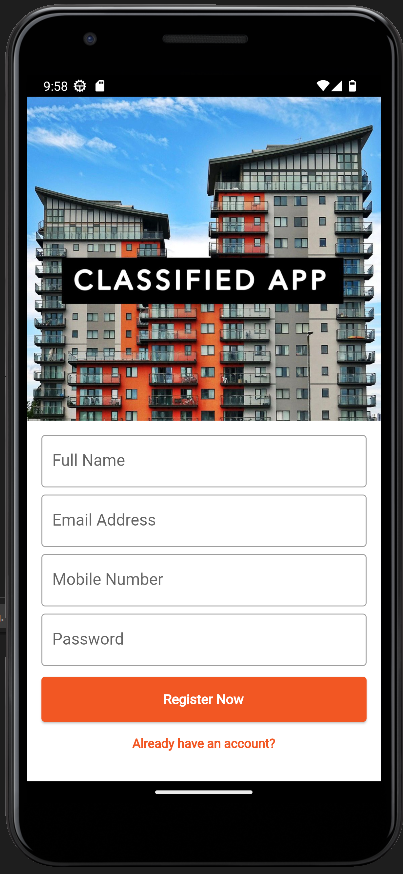 9:58
CLASSIFIED APP
Full Name
Email Address
Mobile Number
Password
Register Now
Already have an account?